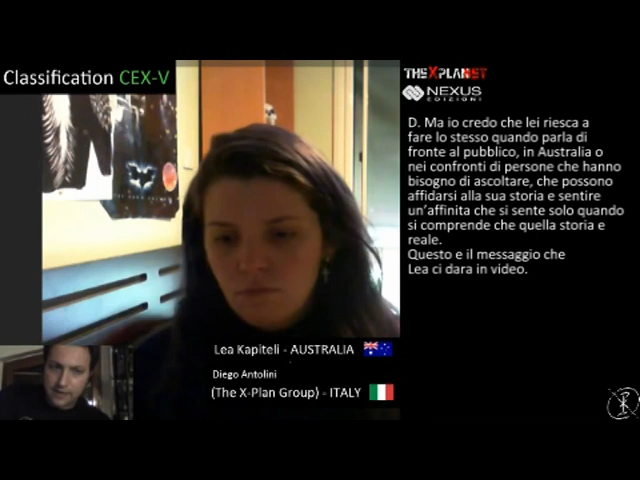 Classification CEX-V
THEXPLANET
NEXUS
EDIZIONI
D. Ma io credo che lei riesca a
fare lo stesso quando parla di
fronte al pubblico, in Australia o
nei confronti di persone che hanno
bisogno di ascoltare, che possono
affidarsi alla sua storia e sentire
un'affinita che si sente solo quando
si comprende che quella storia e
reale.
Questo e il messaggio che
Lea ci dara in video.
Lea Kapiteli - AUSTRALIA
Diego Antolini
(The X-Plan Group) - ITALY